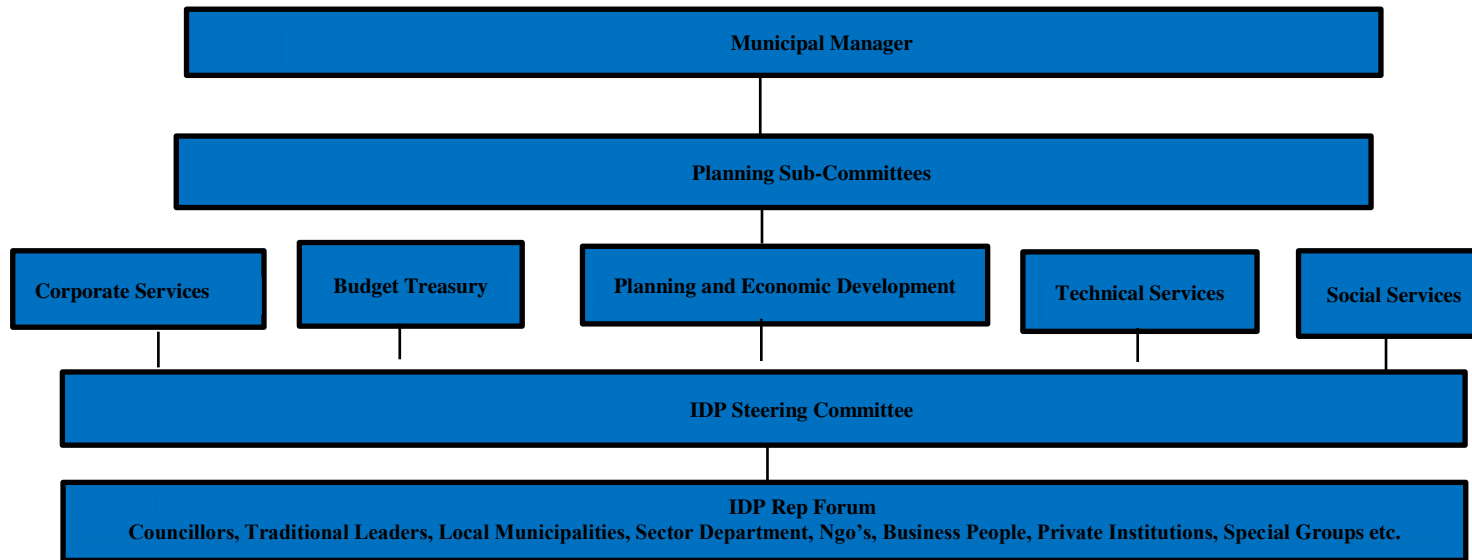 Municipal Manager
Planning Sub-Committees
Corporate Services
Budget Treasury
Planning and Economic Development
Technical Services
Social Services
IDP Steering Committee
IDP Rep Forum
Councillors, Traditional Leaders, Local Municipalities, Sector Department, Ngo's, Business People, Private Institutions, Special Groups etc.